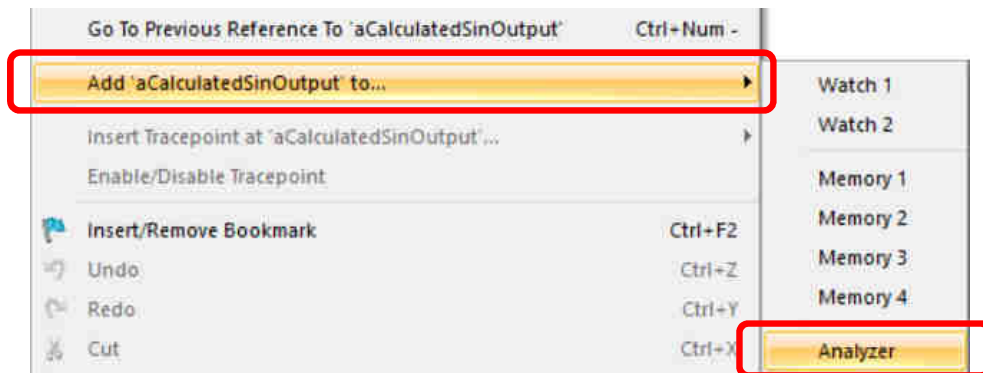 Go To Previous Reference To 'aCalculatedSinOutput' Ctrl+Num -
Add 'aCalculatedSinOutput' to...
Insert Tracepoint at 'aCalculatedSinOutput'...
Enable/Disable Tracepoint
Insert/Remove Bookmark Ctrl+F2
Undo Ctrl+Z
Redo Ctrl+Y
Cut Ctrl+X
Watch 1
Watch 2
Memory 1
Memory 2
Memory 3
Memory 4
Analyzer